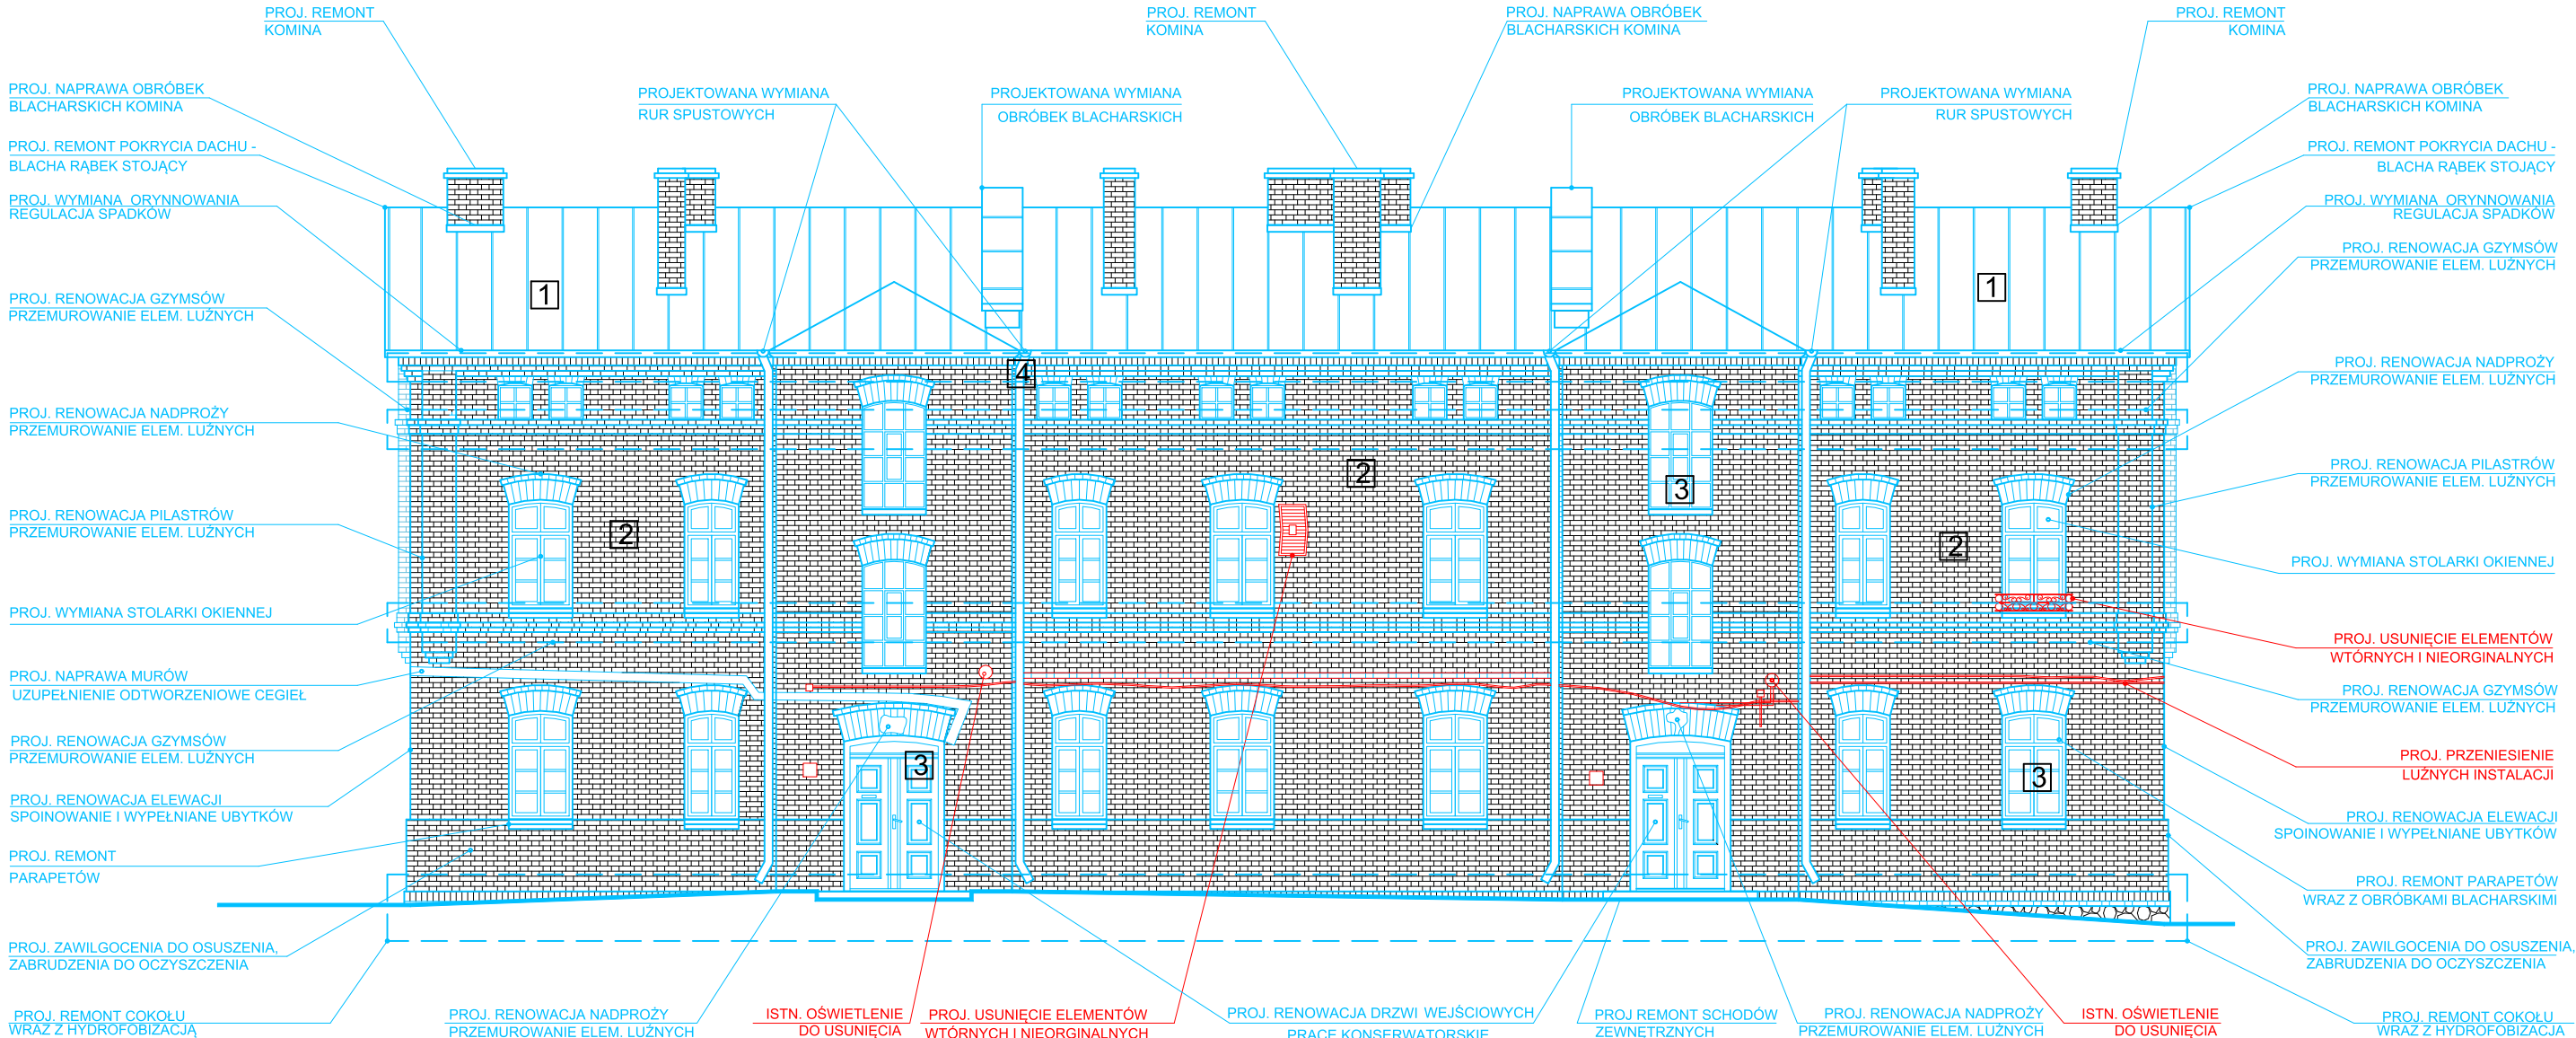 PROJ. REMONT
KOMINA
PROJ. REMONT
KOMINA
PROJ. NAPRAWA OBRÓBEK
BLACHARSKICH KOMINA
PROJ. REMONT
KOMINA
PROJ. NAPRAWA OBRÓBEK
BLACHARSKICH KOMINA
PROJEKTOWANA WYMIANA
RUR SPUSTOWYCH
PROJEKTOWANA WYMIANA
OBRÓBEK BLACHARSKICH
PROJEKTOWANA WYMIANA
OBRÓBEK BLACHARSKICH
PROJEKTOWANA WYMIANA
RUR SPUSTOWYCH
PROJ. NAPRAWA OBRÓBEK
BLACHARSKICH KOMINA
PROJ. REMONT POKRYCIA DACHU -
BLACHA RĄBEK STOJĄCY
PROJ. WYMIANA ORYNNOWANIA
REGULACJA SPADKÓW
PROJ. RENOWACJA GZYMSÓW
PRZEMUROWANIE ELEM. LUŹNYCH
PROJ. RENOWACJA NADPROŻY
PRZEMUROWANIE ELEM. LUŹNYCH
PROJ. RENOWACJA PILASTRÓW
PRZEMUROWANIE ELEM. LUŹNYCH
PROJ. WYMIANA STOLARKI OKIENNEJ
PROJ. NAPRAWA MURÓW
UZUPEŁNIENIE ODTWORZENIOWE CEGIEŁ
PROJ. RENOWACJA GZYMSÓW
PRZEMUROWANIE ELEM. LUŹNYCH
PROJ. RENOWACJA ELEWACJI
SPOINOWANIE I WYPEŁNIANE UBYTKÓW
PROJ. REMONT
PARAPETÓW
PROJ. ZAWILGOCENIA DO OSUSZENIA,
ZABRUDZENIA DO OCZYSZCZENIA
PROJ. REMONT COKOŁU
WRAZ Z HYDROFOBIZACJĄ
1
1
4
2
2
3
2
3
3
PROJ. REMONT POKRYCIA DACHU -
BLACHA RĄBEK STOJĄCY
PROJ. WYMIANA ORYNNOWANIA
REGULACJA SPADKÓW
PROJ. RENOWACJA GZYMSÓW
PRZEMUROWANIE ELEM. LUŹNYCH
PROJ. RENOWACJA NADPROŻY
PRZEMUROWANIE ELEM. LUŹNYCH
PROJ. RENOWACJA PILASTRÓW
PRZEMUROWANIE ELEM. LUŹNYCH
PROJ. WYMIANA STOLARKI OKIENNEJ
PROJ. USUNIĘCIE ELEMENTÓW
WTÓRNYCH I NIEORGINALNYCH
PROJ. RENOWACJA GZYMSÓW
PRZEMUROWANIE ELEM. LUŹNYCH
PROJ. PRZENIESIENIE
LUŹNYCH INSTALACJI
PROJ. RENOWACJA ELEWACJI
SPOINOWANIE I WYPEŁNIANE UBYTKÓW
PROJ. REMONT PARAPETÓW
WRAZ Z OBRÓBKAMI BLACHARSKIMI
PROJ. ZAWILGOCENIA DO OSUSZENIA,
ZABRUDZENIA DO OCZYSZCZENIA
PROJ. RENOWACJA NADPROŻY
PRZEMUROWANIE ELEM. LUŹNYCH
ISTN. OŚWIETLENIE
DO USUNIĘCIA
PROJ. USUNIĘCIE ELEMENTÓW
WTÓRNYCH I NIEORGINALNYCH
PROJ. RENOWACJA DRZWI WEJŚCIOWYCH
PRACE KONSERWATORSKIE
PROJ REMONT SCHODÓW
ZEWNETRZNYCH
PROJ. RENOWACJA NADPROŻY
PRZEMUROWANIE ELEM. LUŹNYCH
ISTN. OŚWIETLENIE
DO USUNIĘCIA
PROJ. REMONT COKOŁU
WRAZ Z HYDROFOBIZACJA